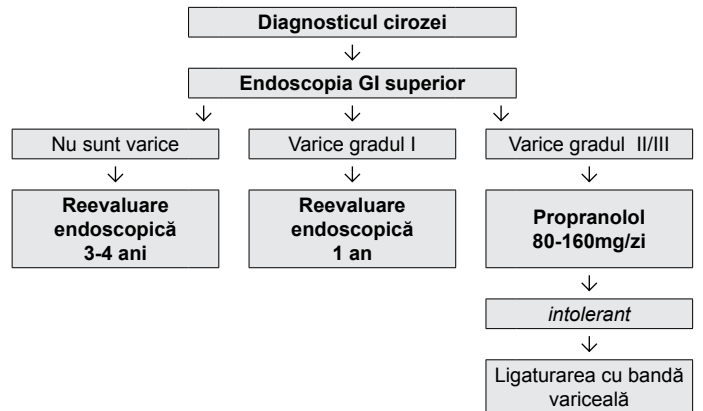 Diagnosticul cirozei
Endoscopia GI superior
Nu sunt varice
Varice gradul I
Varice gradul II/III
Reevaluare
endoscopică
3-4 ani
Reevaluare
endoscopică
1 an
Propranolol
80-160mg/zi
intolerant
Ligaturarea cu bandă
variceală